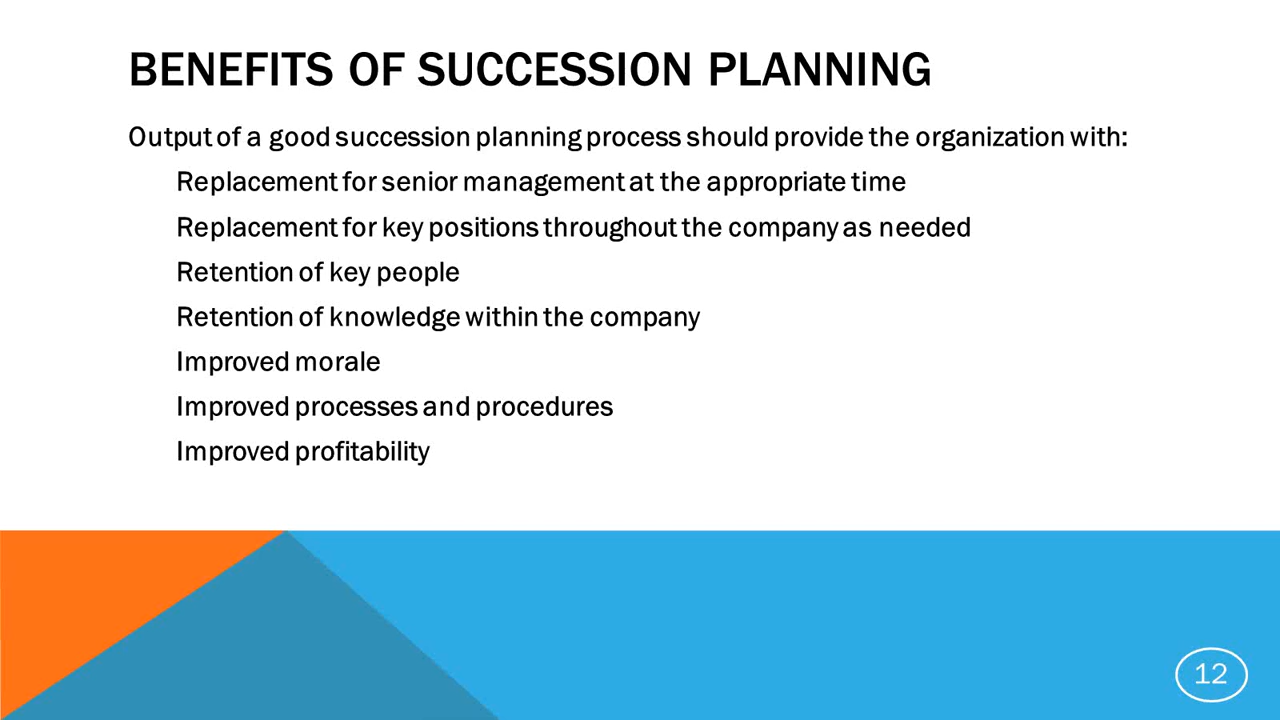 BENEFITS OF SUCCESSION PLANNING
Output of a good succession planning process should provide the organization with:
Replacement for senior management at the appropriate time
Replacement for key positions throughout the company as needed
Retention of key people
Retention of knowledge within the company
Improved morale
Improved processes and procedures
Improved profitability
12